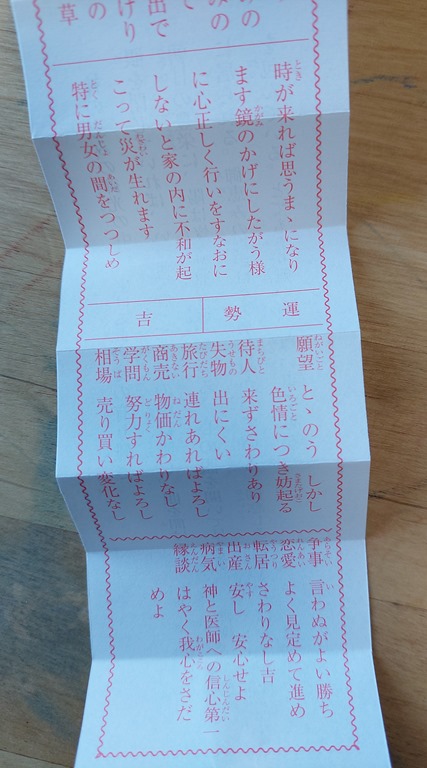 の
みの
て
出で
けり
の
草
時が来れば思うまゝになり
ます鏡のかげにしたがう様
に心正しく行いをすなおに
しないと家の内に不和が起
こって災が生れます
特に男女の間をつつしめ
運勢 吉
願望 とゝのう しかし
色情につき妨起る
待人 来ずさわりあり
失物 出にくい
旅行 連れあればよろし
商売 物価かわりなし
学問 努力すればよろし
相場 売り買い変化なし
争事 言わぬがよい勝ち
恋愛 よく見定めて進め
転居 さわりなし吉
出産 安し 安心せよ
病気 神と医師への信心第一
縁談 はやく我心をさだ
めよ